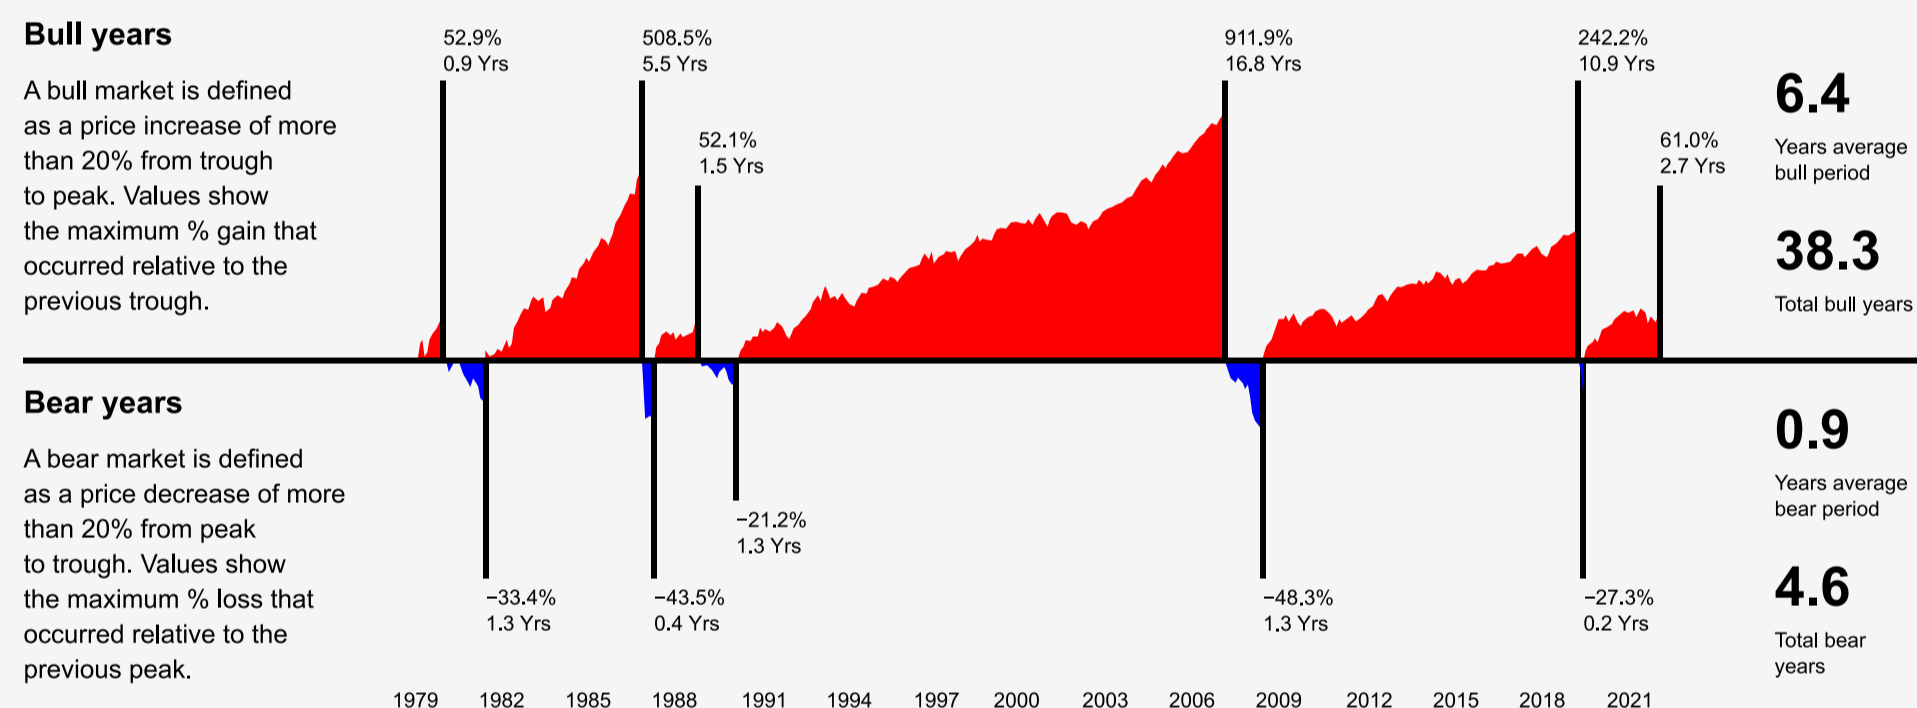 Bull years
A bull market is defined
as a price increase of more
than 20% from trough
to peak. Values show
the maximum % gain that
occurred relative to the
previous trough.
52.9%
0.9 Yrs
508.5%
5.5 Yrs
52.1%
1.5 Yrs
911.9%
16.8 Yrs
242.2%
10.9 Yrs
61.0%
2.7 Yrs
6.4
Years average
bull period
38.3
Total bull years
Bear years
A bear market is defined
as a price decrease of more
than 20% from peak
to trough. Values show
the maximum % loss that
occurred relative to the
previous peak.
−33.4%
1.3 Yrs
−43.5%
0.4 Yrs
−21.2%
1.3 Yrs
−48.3%
1.3 Yrs
−27.3%
0.2 Yrs
0.9
Years average
bear period
4.6
Total bear
years
1979 1982 1985 1988 1991 1994 1997 2000 2003 2006 2009 2012 2015 2018 2021